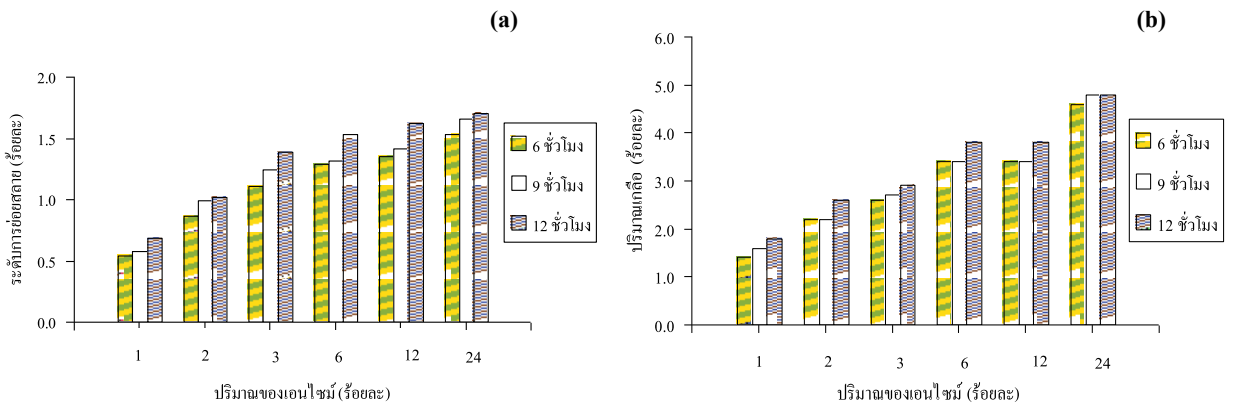 (a)
ระดับการย่อยสลาย (ร้อยละ)
2.0
1.5
1.0
0.5
0.0
1 2 3 6 12 24
ปริมาณของเอนไซม์ (ร้อยละ)
6 ชั่วโมง
9 ชั่วโมง
12 ชั่วโมง
(b)
ปริมาณเกลือ (ร้อยละ)
6.0
5.0
4.0
3.0
2.0
1.0
0.0
1 2 3 6 12 24
ปริมาณของเอนไซม์ (ร้อยละ)
6 ชั่วโมง
9 ชั่วโมง
12 ชั่วโมง